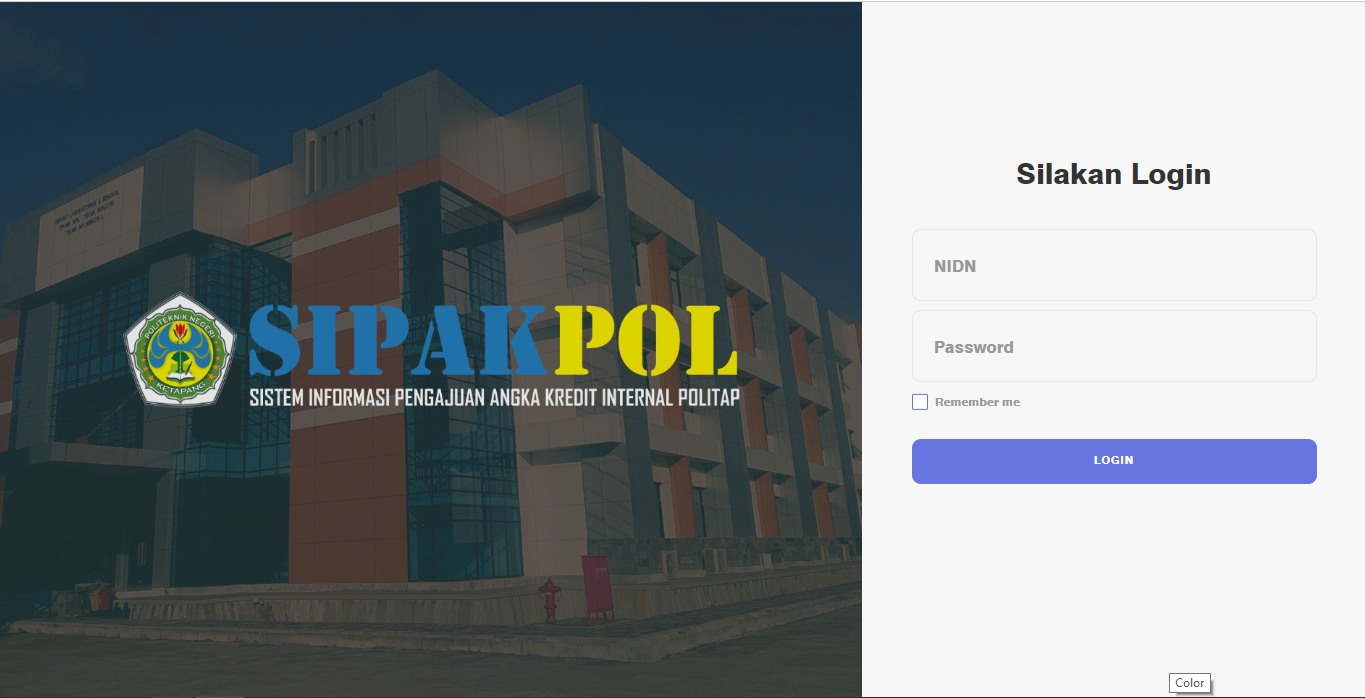 POLITEKNIK NEGERI
KETAPANG
SIPAKPOL
SISTEM INFORMASI PENGAJUAN ANGKA KREDIT INTERNAL POLITAP
Silakan Login
NIDN
Password
Remember me
LOGIN
Color